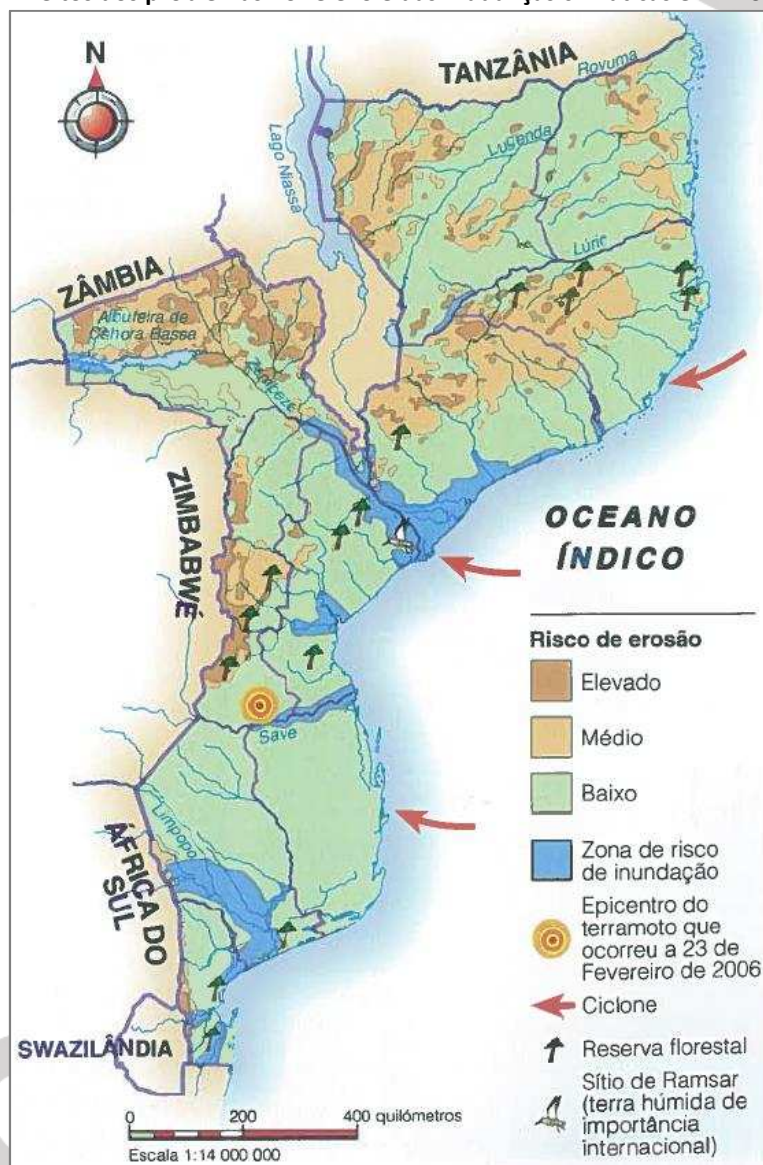 N
TANZÂNIA
Rovuma
Lago Niassa
Lugenda
Lúrio
ZÂMBIA
Albufeira de
Cahora Bassa
Zambeze
ZIMBABWÉ
OCEANO
ÍNDICO
Save
Limpopo
ÁFRICA DO
SUL
SWAZILÂNDIA
Risco de erosão
Elevado
Médio
Baixo
Zona de risco
de inundação
Epicentro do
terramoto que
ocorreu a 23 de
Fevereiro de 2006
Ciclone
Reserva florestal
Sítio de Ramsar
(terra húmida de
importância
internacional)
0 200 400 quilómetros
Escala 1:14 000 000